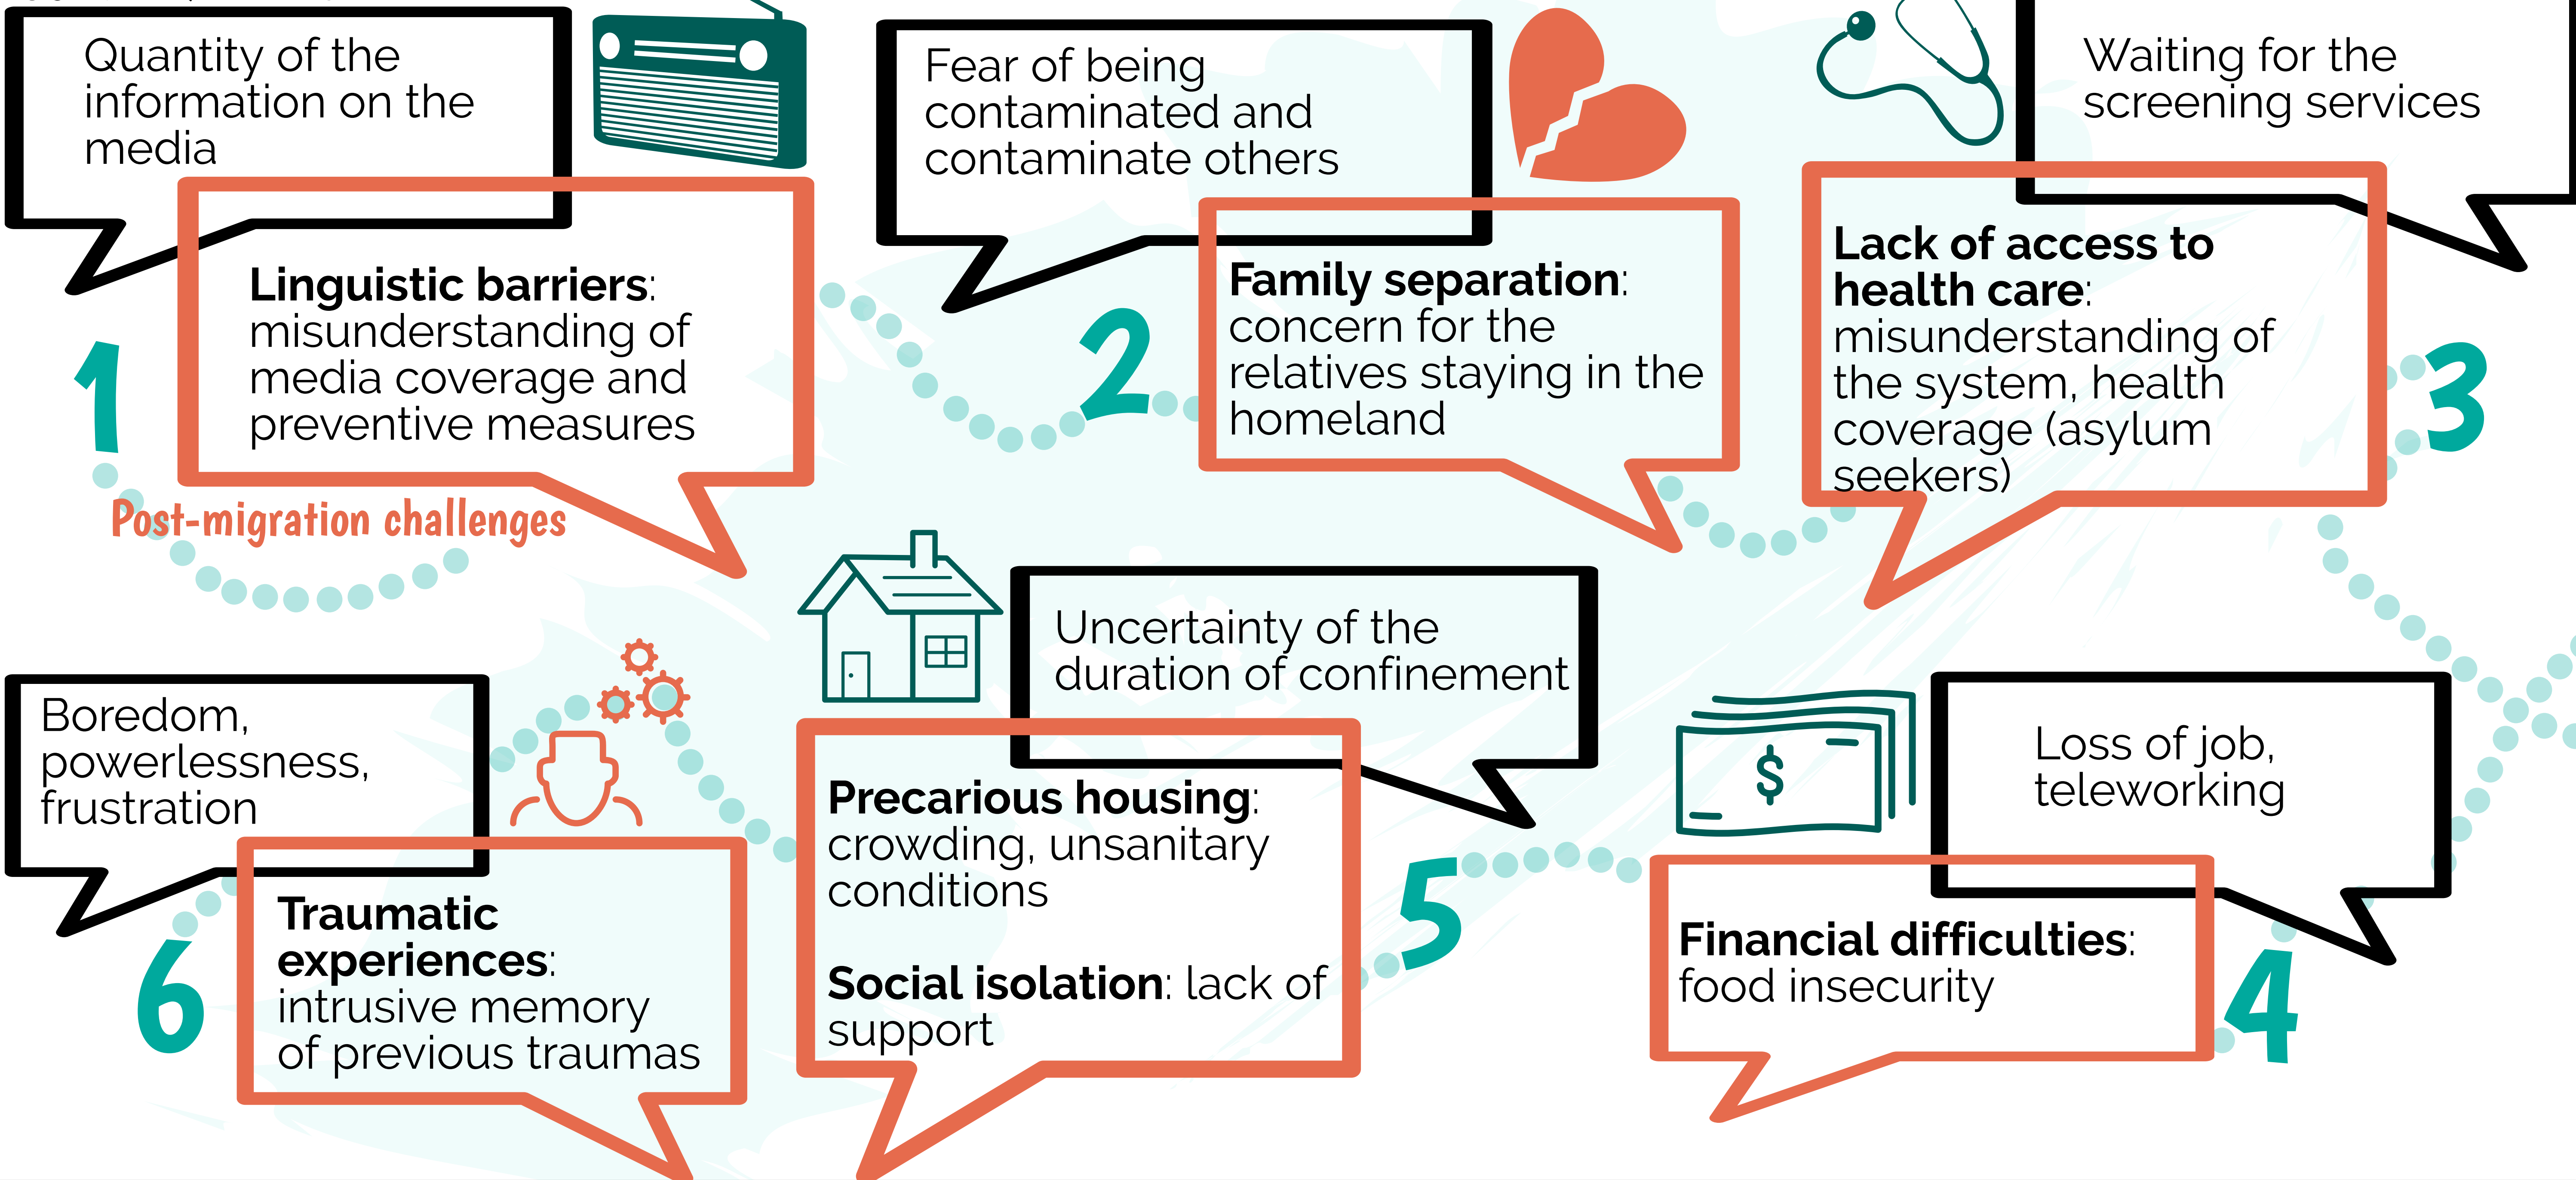 Quantity of the
information on the
media
Linguistic barriers:
misunderstanding of
media coverage and
preventive measures
1
Post-migration challenges
Fear of being
contaminated and
contaminate others
2
Family separation:
concern for the
relatives staying in the
homeland
Waiting for the
screening services
Lack of access to
health care:
misunderstanding of
the system, health
coverage (asylum
seekers)
3
Boredom,
powerlessness,
frustration
6
Traumatic
experiences:
intrusive memory
of previous traumas
Uncertainty of the
duration of confinement
Precarious housing:
crowding, unsanitary
conditions
Social isolation: lack of
support
5
$
Loss of job,
teleworking
Financial difficulties:
food insecurity
4